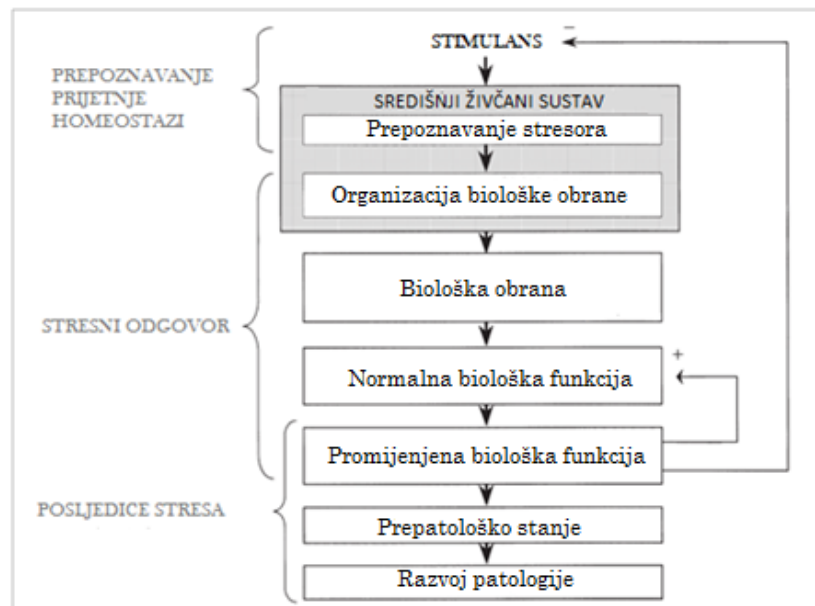 STIMULANS
−
PREPOZNAVANJE
PRIJETNJE
HOMEOSTAZI
SREDIŠNJI ŽIVČANI SUSTAV
Prepoznavanje stresora
Organizacija biološke obrane
Biološka obrana
STRESNI ODGOVOR
+
Normalna biološka funkcija
Promijenjena biološka funkcija
POSLJEDICE STRESA
Prepatološko stanje
Razvoj patologije